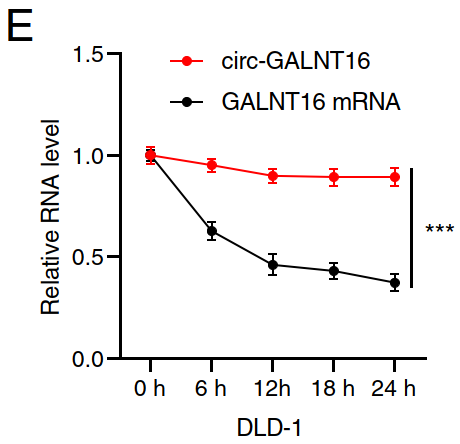 E
circ-GALNT16
GALNT16 mRNA
Relative RNA level
1.5
1.0
0.5
0.0
***
0 h 6 h 12h 18 h 24 h
DLD-1